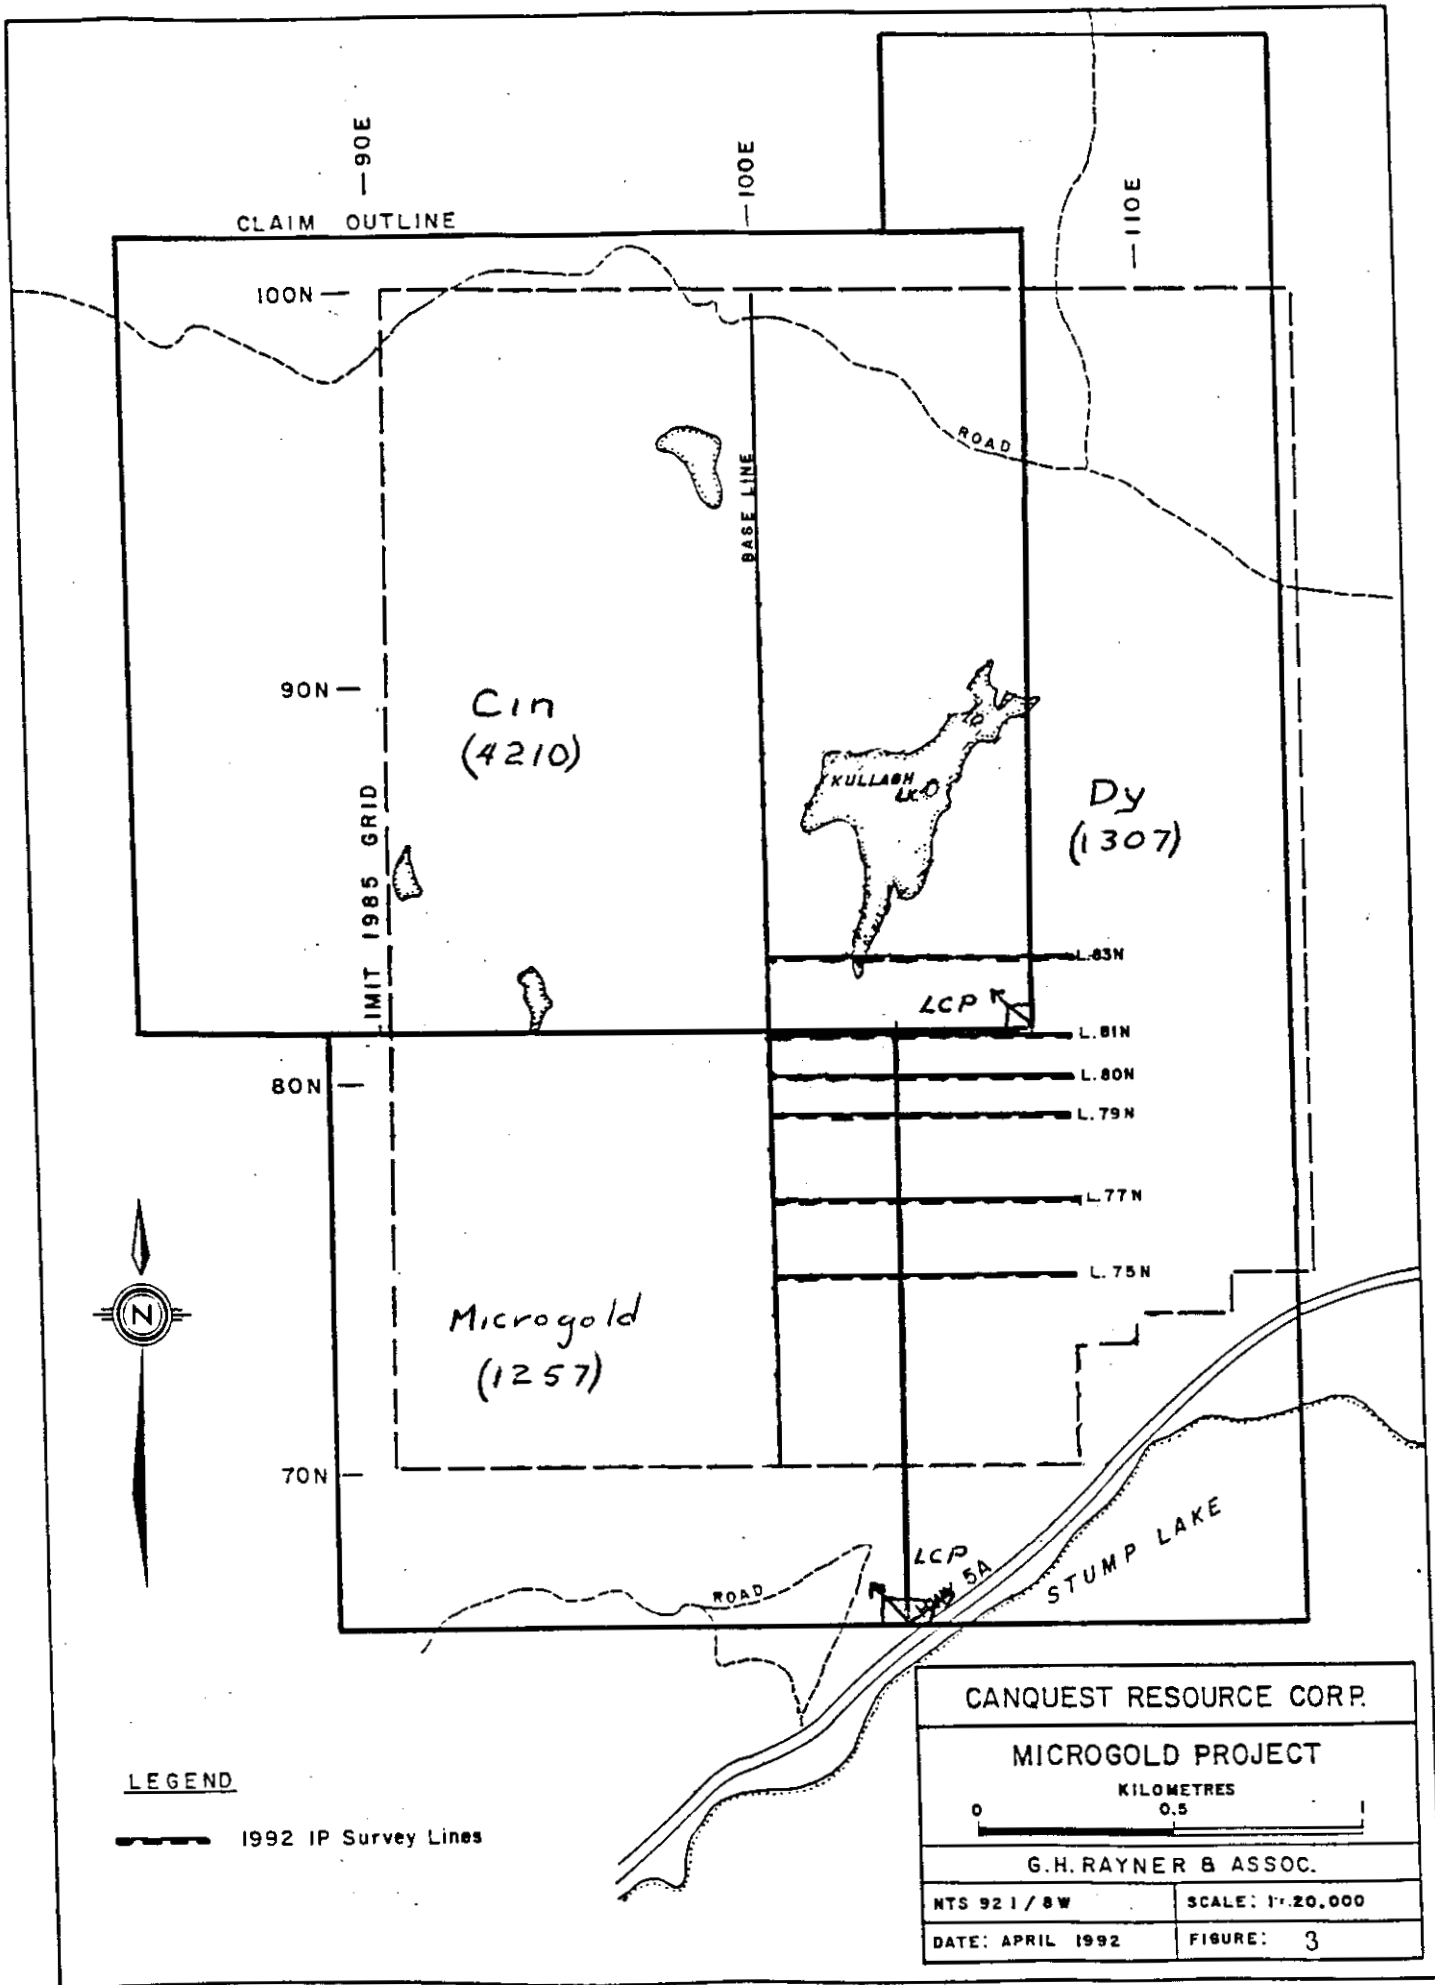 —90E
—100E
—110E
CLAIM OUTLINE
100N—
ROAD
BASE LINE
90N—
Cin
(4210)
KULLAGH
LK.
Dy
(1307)
IMIT 1985 GRID
L.83N
LCP
L.81N
80N—
L.80N
L.79N
L.77N
L.75N
N
Microgold
(1257)
70N—
LCP
HWY 5A
STUMP LAKE
ROAD
CANQUEST RESOURCE CORP.
MICROGOLD PROJECT
KILOMETRES
0 0.5 1
LEGEND
1992 IP Survey Lines
G.H. RAYNER & ASSOC.
NTS 92 I / 8 W
SCALE: 1:20,000
DATE: APRIL 1992
FIGURE: 3